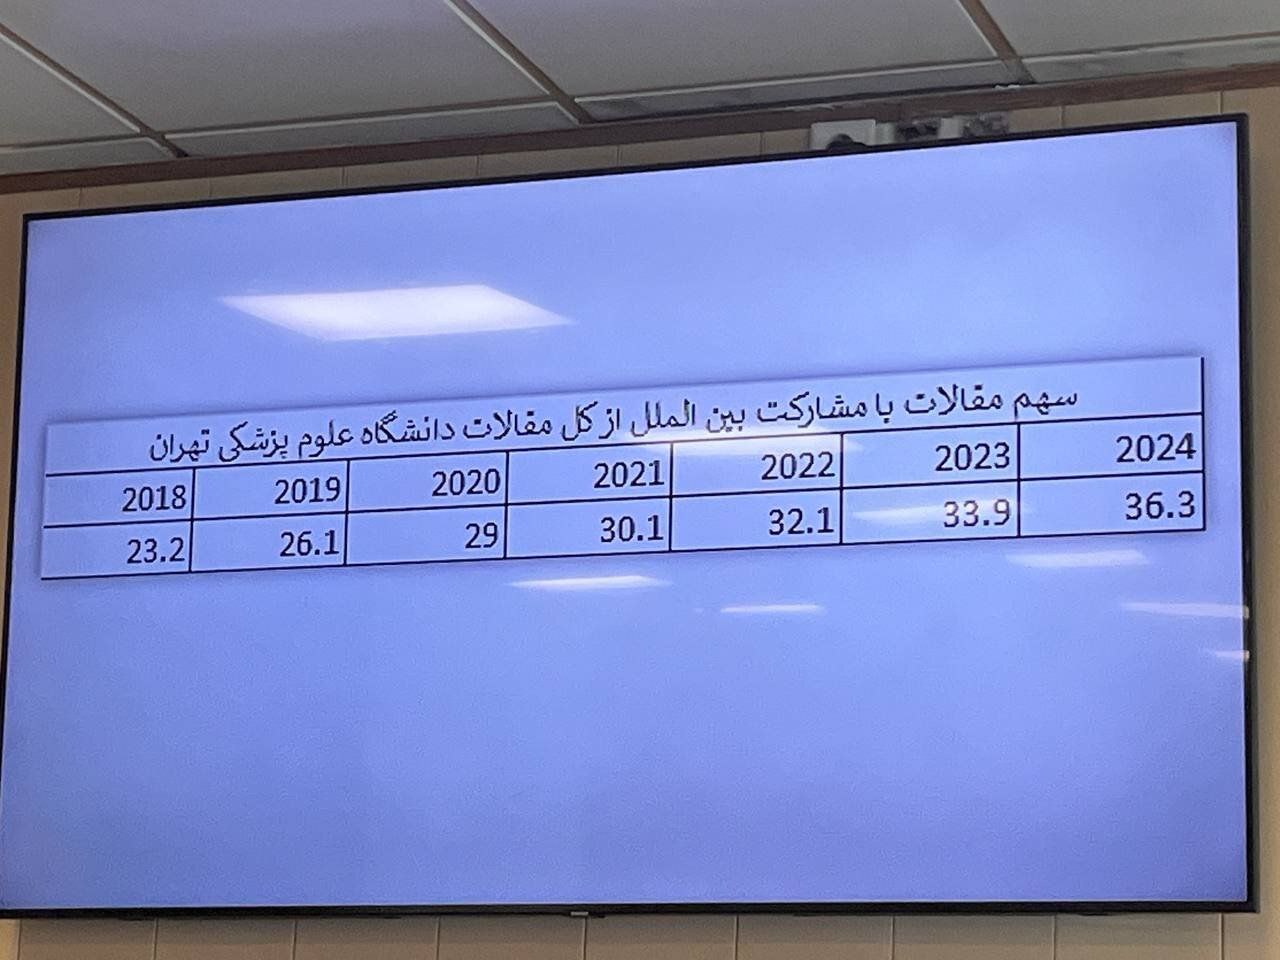 سهم مقالات با مشارکت بین الملل از کل مقالات دانشگاه علوم پزشکی تهران
2018 2019 2020 2021 2022 2023 2024
23.2 26.1 29 30.1 32.1 33.9 36.3